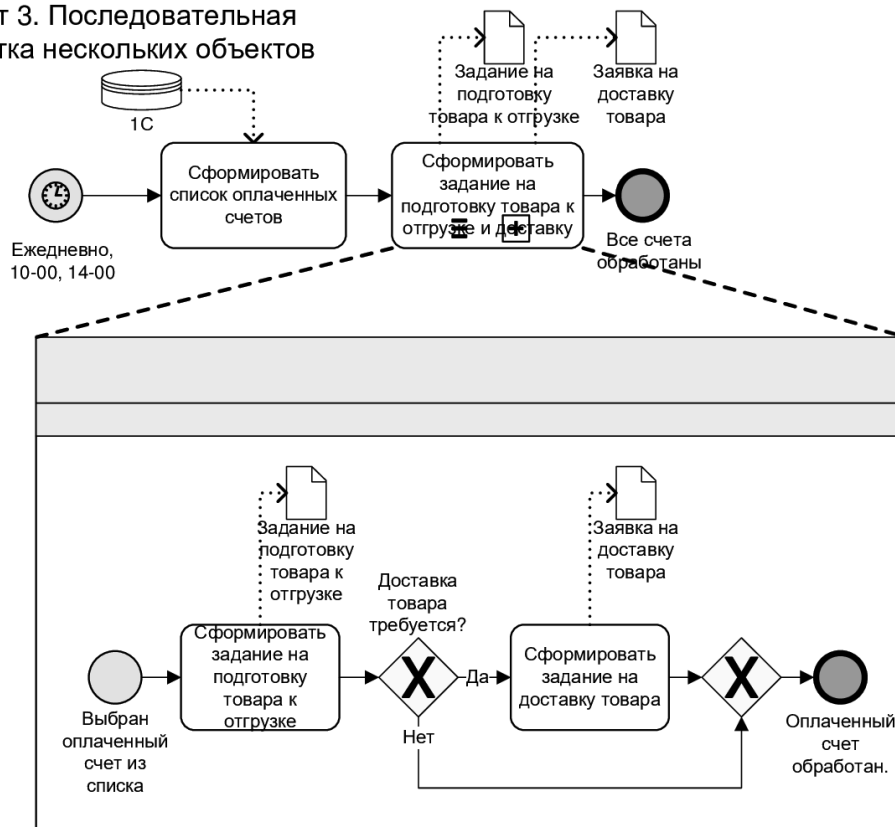 т 3. Последовательная
тка нескольких объектов
1С
Задание на
подготовку
товара к отгрузке
Заявка на
доставку
товара
Ежедневно,
10-00, 14-00
Сформировать
список оплаченных
счетов
Сформировать
задание на
подготовку товара к
отгрузке и доставку
Все счета
обработаны
Задание на
подготовку
товара к
отгрузке
Заявка на
доставку
товара
Выбран
оплаченный
счет из
списка
Сформировать
задание на
подготовку
товара к
отгрузке
Доставка
товара
требуется?
Да
Нет
Сформировать
задание на
доставку товара
Оплаченный
счет
обработан.